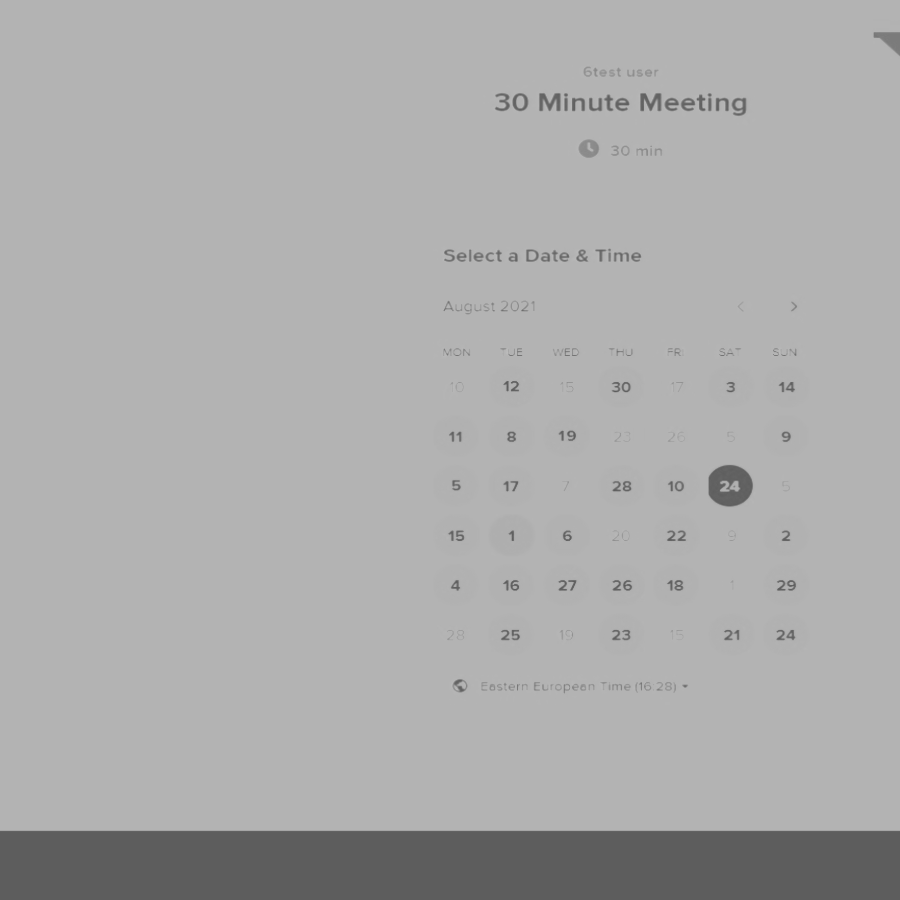 6test user
30 Minute Meeting
30 min
Select a Date & Time
August 2021
MON TUE WED THU FRI SAT SUN
10 12 15 30 17 3 14
11 8 19 23 26 5 9
5 17 7 28 10 24 5
15 1 6 20 22 9 2
4 16 27 26 18 1 29
28 25 19 23 15 21 24
Eastern European Time (16:28)